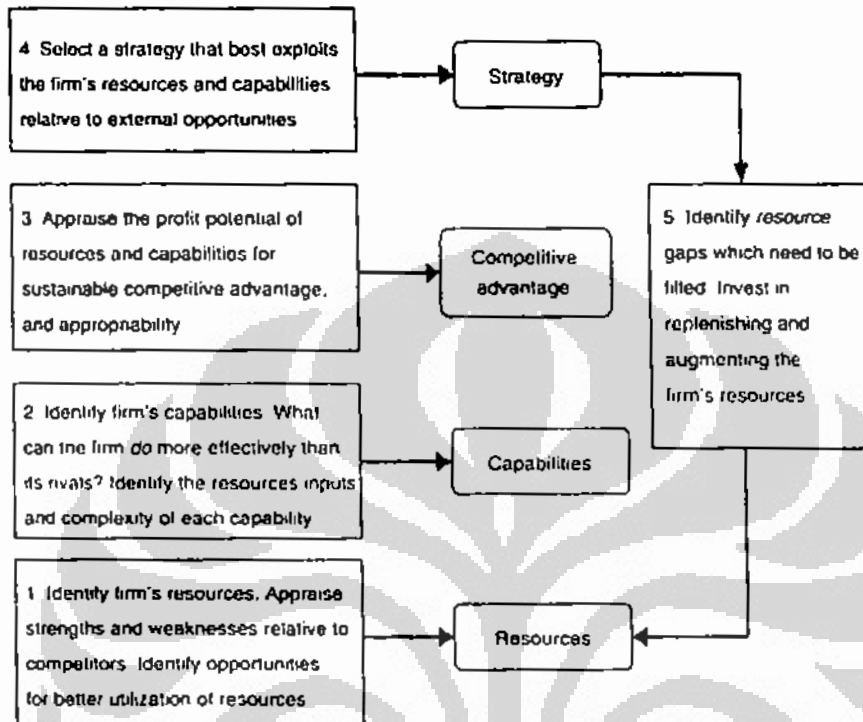 4 Select a strategy that best exploits
the firm's resources and capabilities
relative to external opportunities
Strategy
3 Appraise the profit potential of
resources and capabilities for
sustainable competitive advantage,
and appropriability
Competitive
advantage
5 Identify resource
gaps which need to be
filled Invest in
replenishing and
augmenting the
firm's resources
2 Identify firm's capabilities What
can the firm do more effectively than
its rivals? Identify the resources inputs
and complexity of each capability
Capabilities
1 Identify firm's resources. Appraise
strengths and weaknesses relative to
competitors Identify opportunities
for better utilization of resources
Resources